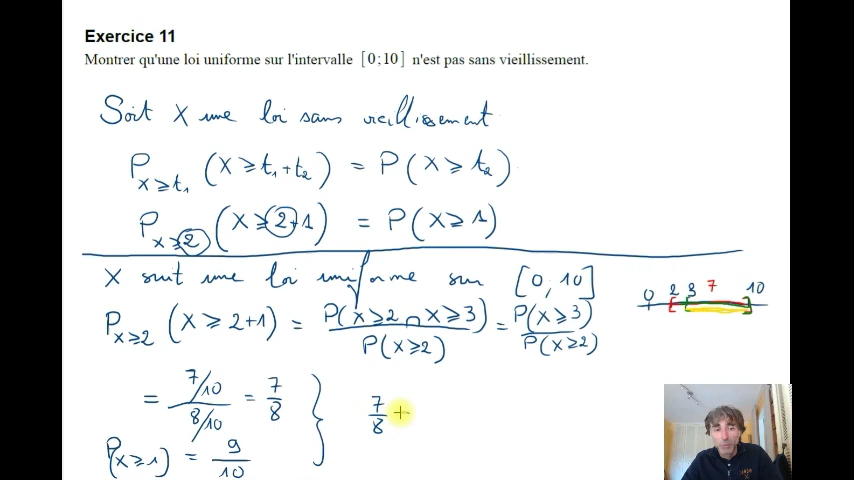 Exercice 11
Montrer qu'une loi uniforme sur l'intervalle [0;10] n'est pas sans vieillissement.
Soit X une loi sans vieillissement
P_{X≥t₁} (X ≥ t₁+t₂) = P(X ≥ t₂)
P_{X≥2} (X ≥ 2+1) = P(X ≥ 1)
X suit une loi uniforme sur [0, 10]
0 2 3 7 10
P_{X≥2} (X ≥ 2+1) = P(X≥2 ∩ X≥3) / P(X≥2) = P(X≥3) / P(X≥2)
= 7/10 / 8/10 = 7/8 } 7/8 +
P(X≥1) = 9/10